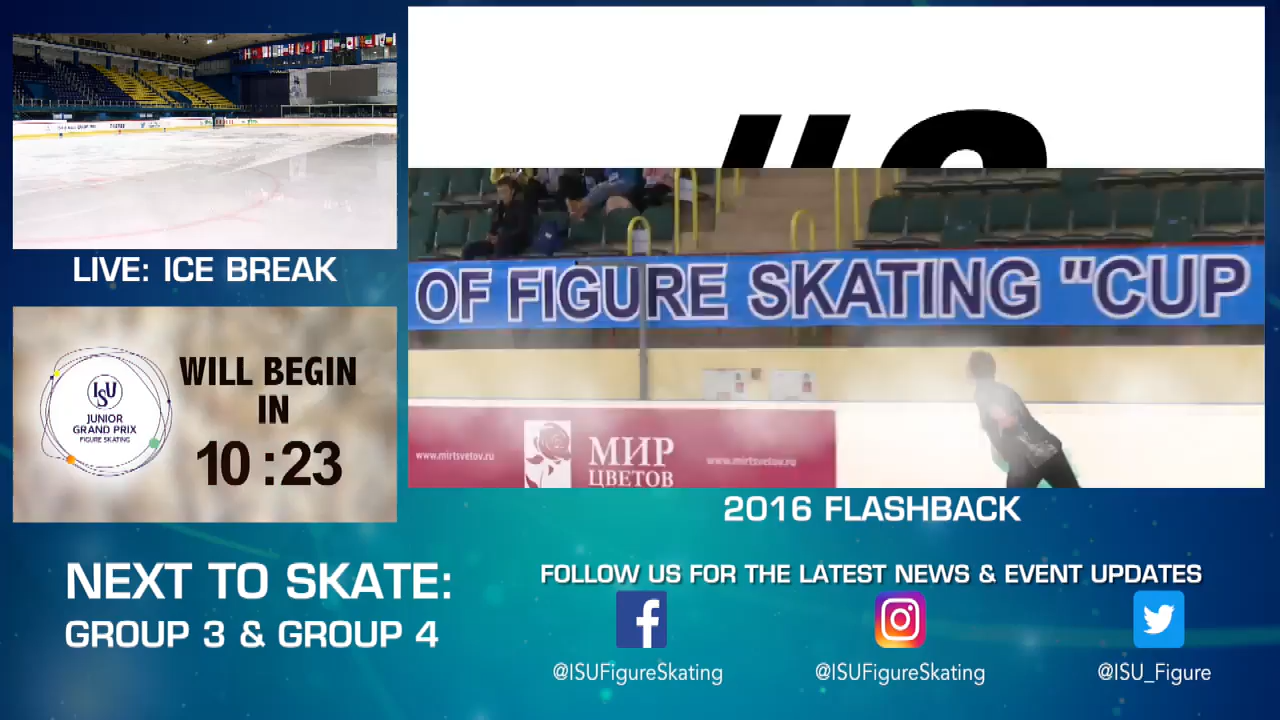 LIVE: ICE BREAK
ISU
JUNIOR
GRAND PRIX
FIGURE SKATING
WILL BEGIN
IN
10:23
OF FIGURE SKATING "CUP
www.mirtsvetov.ru
МИР
ЦВЕТОВ
www.mirtsvetov.ru
2016 FLASHBACK
NEXT TO SKATE:
GROUP 3 & GROUP 4
FOLLOW US FOR THE LATEST NEWS & EVENT UPDATES
@ISUFigureSkating
@ISUFigureSkating
@ISU_Figure